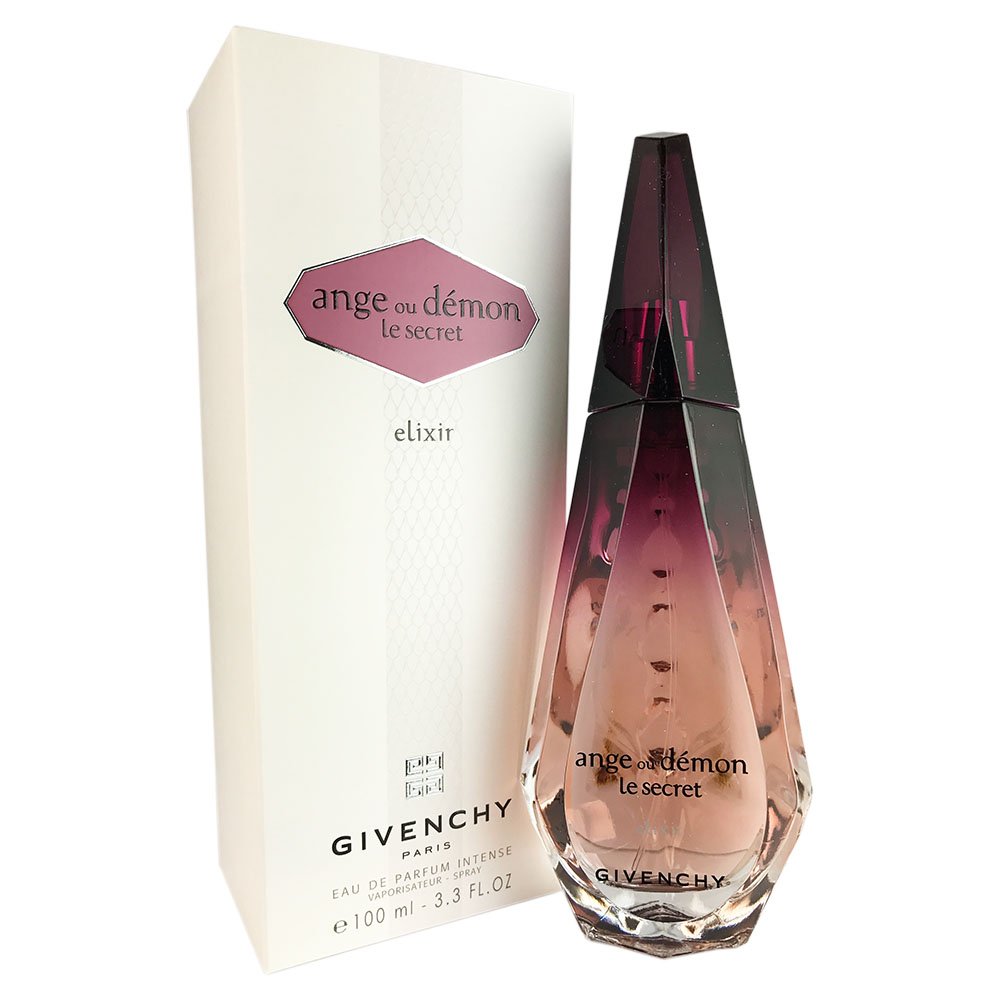 ange ou démon
le secret
elixir
GIVENCHY
PARIS
EAU DE PARFUM INTENSE
VAPORISATEUR - SPRAY
e 100 ml - 3,3 FL.OZ
ange ou démon
le secret
GIVENCHY